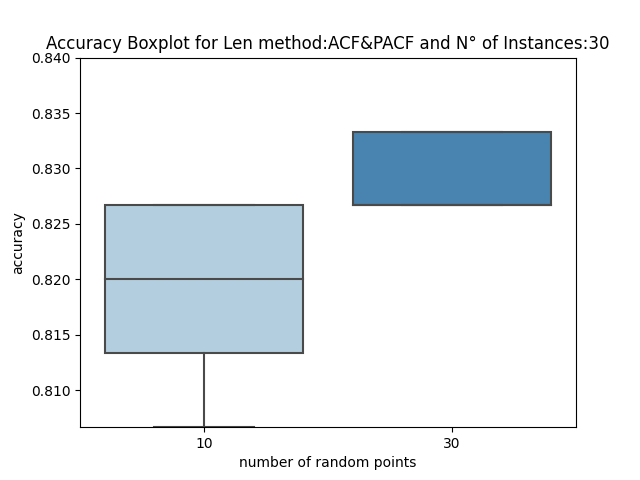 Accuracy Boxplot for Len method:ACF&PACF and N° of Instances:30
0.840
0.835
0.830
0.825
0.820
0.815
0.810
accuracy
10 30
number of random points